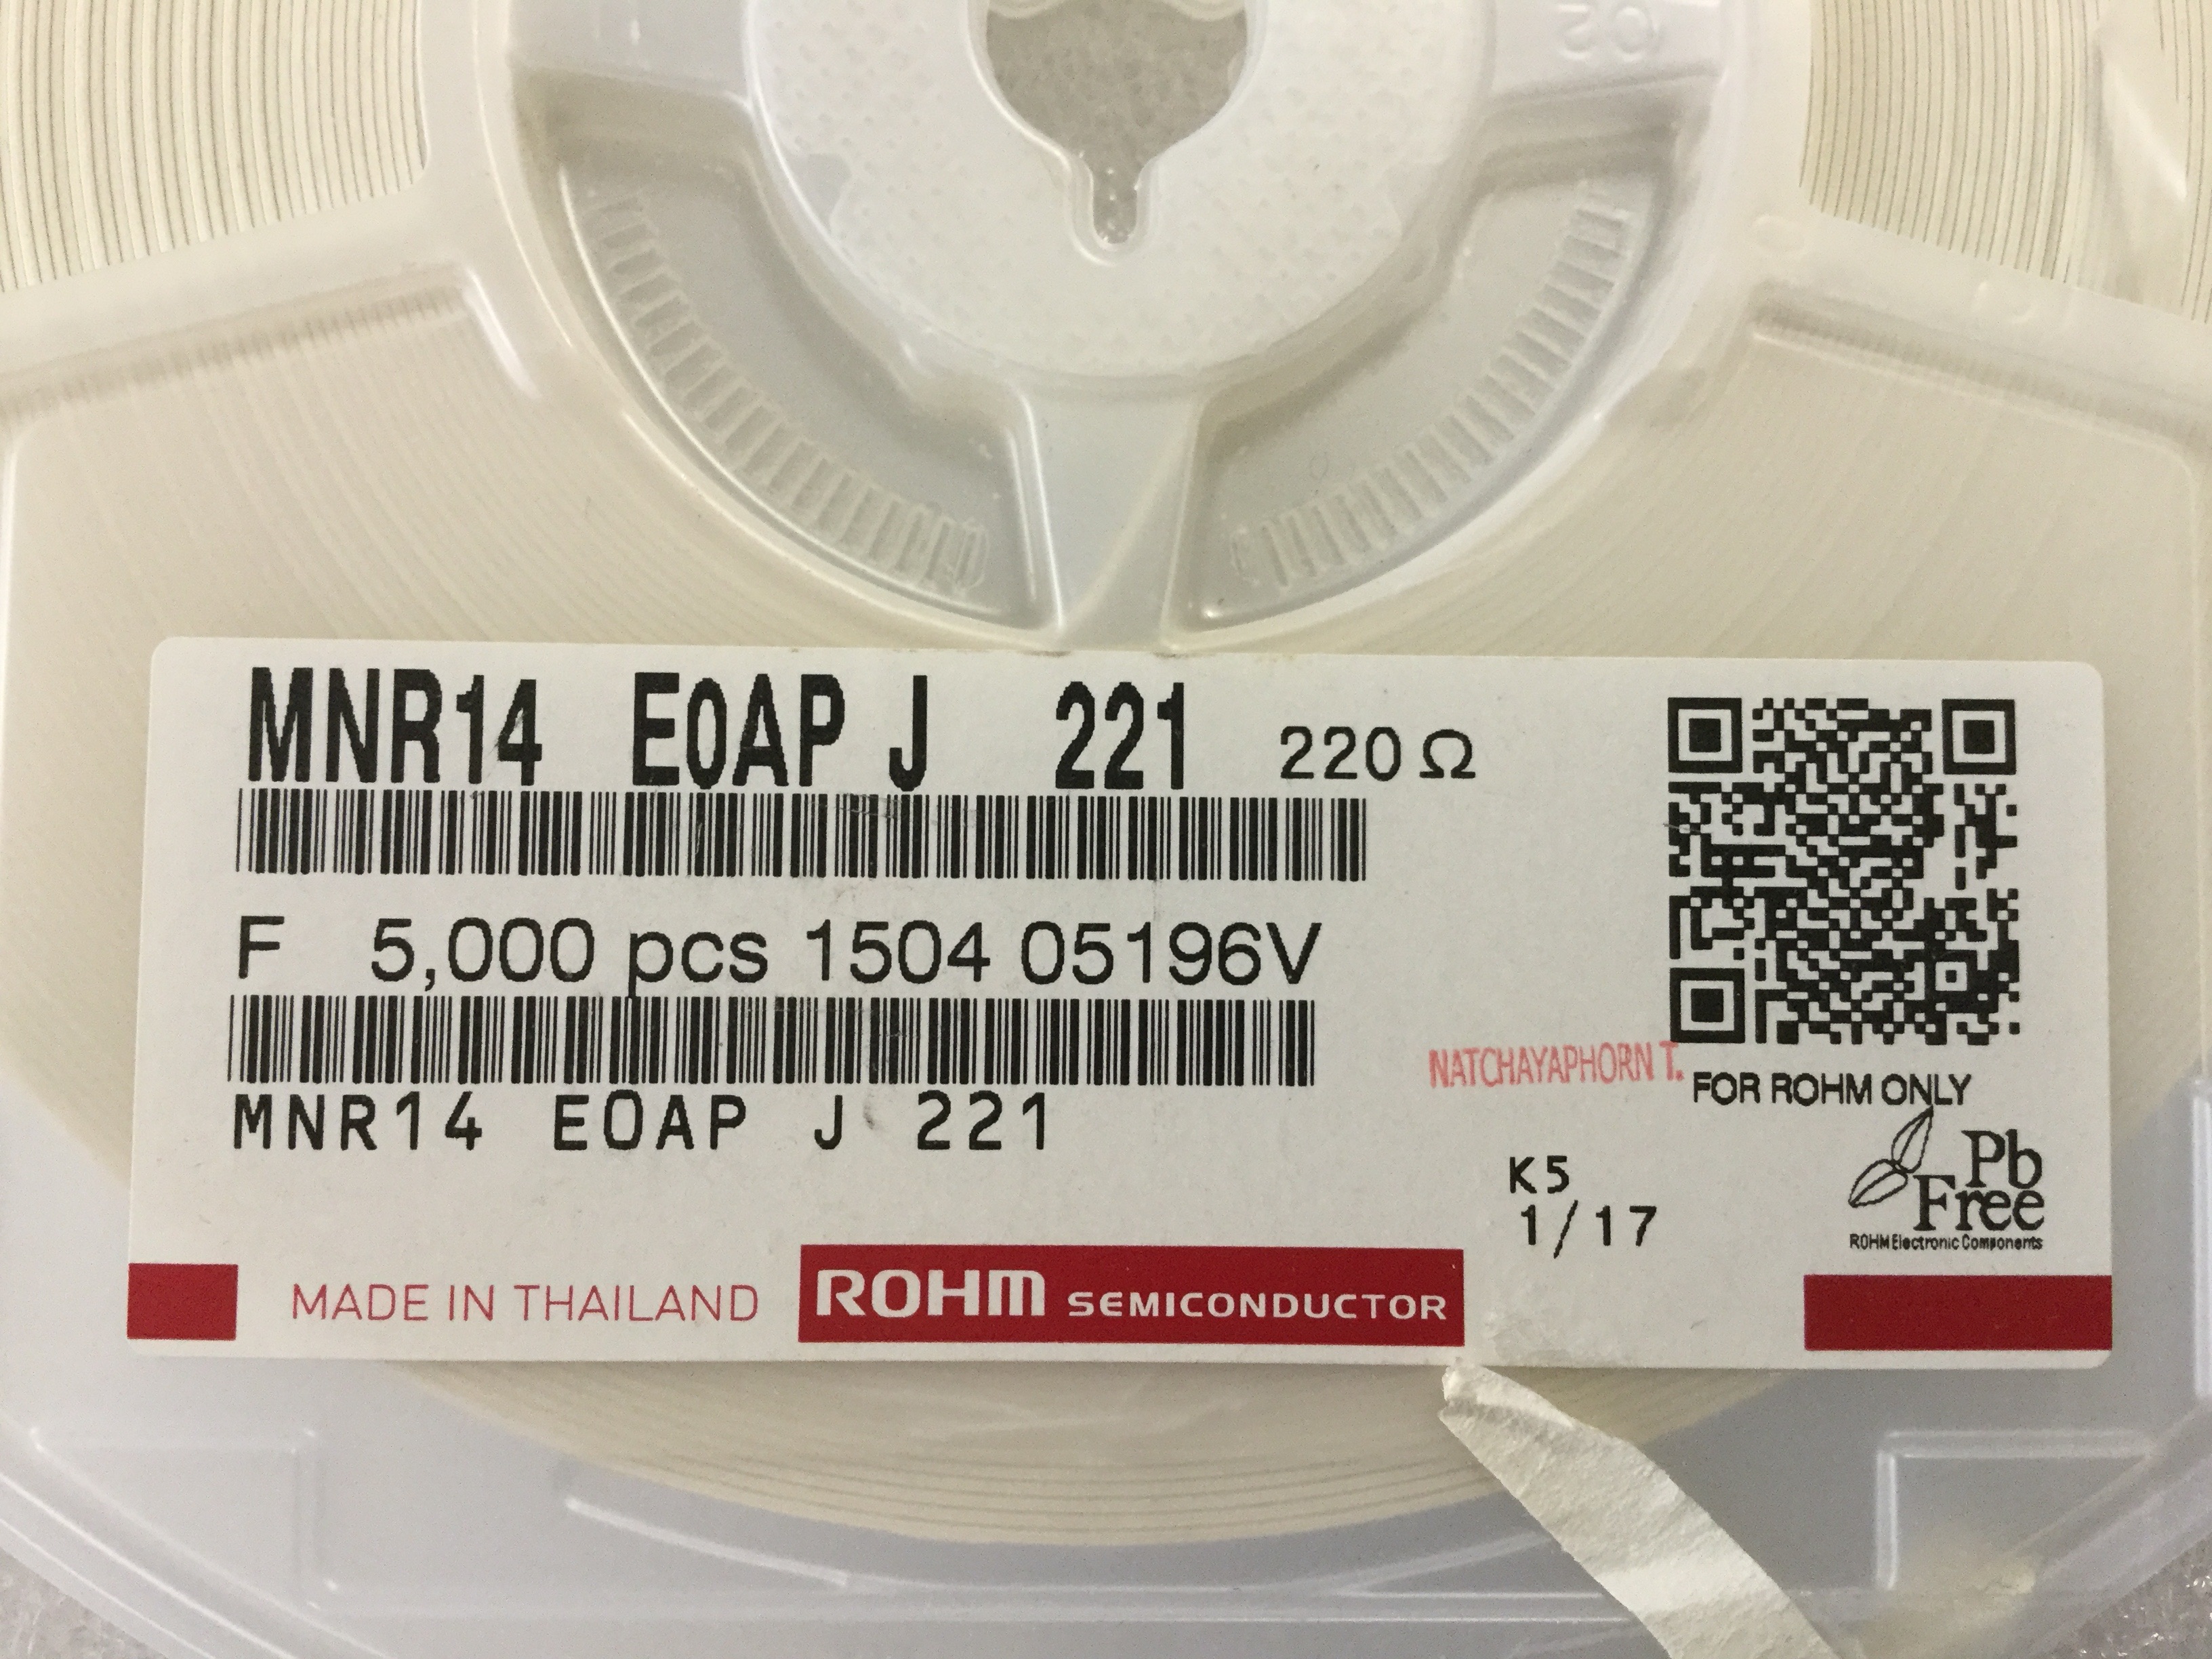 MNR14 E0AP J 221 220 Ω
F 5,000 pcs 1504 05196V
MNR14 E0AP J 221
NATCHAYAPHORN T.
FOR ROHM ONLY
K5
1/17
Pb
Free
ROHM Electronic Components
MADE IN THAILAND
ROHM SEMICONDUCTOR